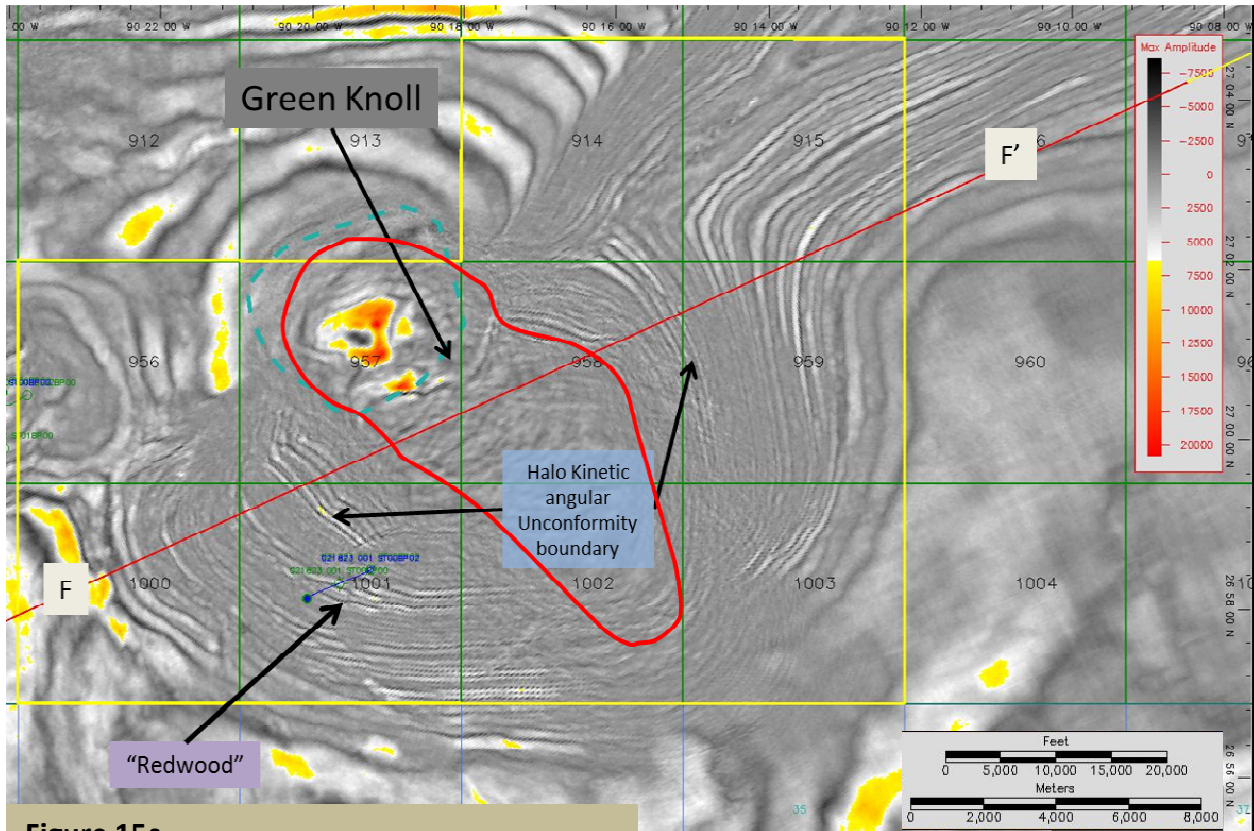 00 W
90 22 00 W
90 20 00 W
90 18 00 W
90 16 00 W
90 14 00 W
90 12 00 W
90 10 00 W
90 08 00 W
Max Amplitude
-7500
-5000
-2500
0
2500
5000
7500
10000
12500
15000
17500
20000
27 04 00 N
27 02 00 N
27 00 00 N
26 58 00 N
26 56 00 N
Green Knoll
912
913
914
915
F’
956
957
958
959
960
ST01BP00
Halo Kinetic
angular
Unconformity
boundary
F
1000
1001
1002
1003
1004
“Redwood”
Feet
0 5,000 10,000 15,000 20,000
Meters
0 2,000 4,000 6,000 8,000
35
37